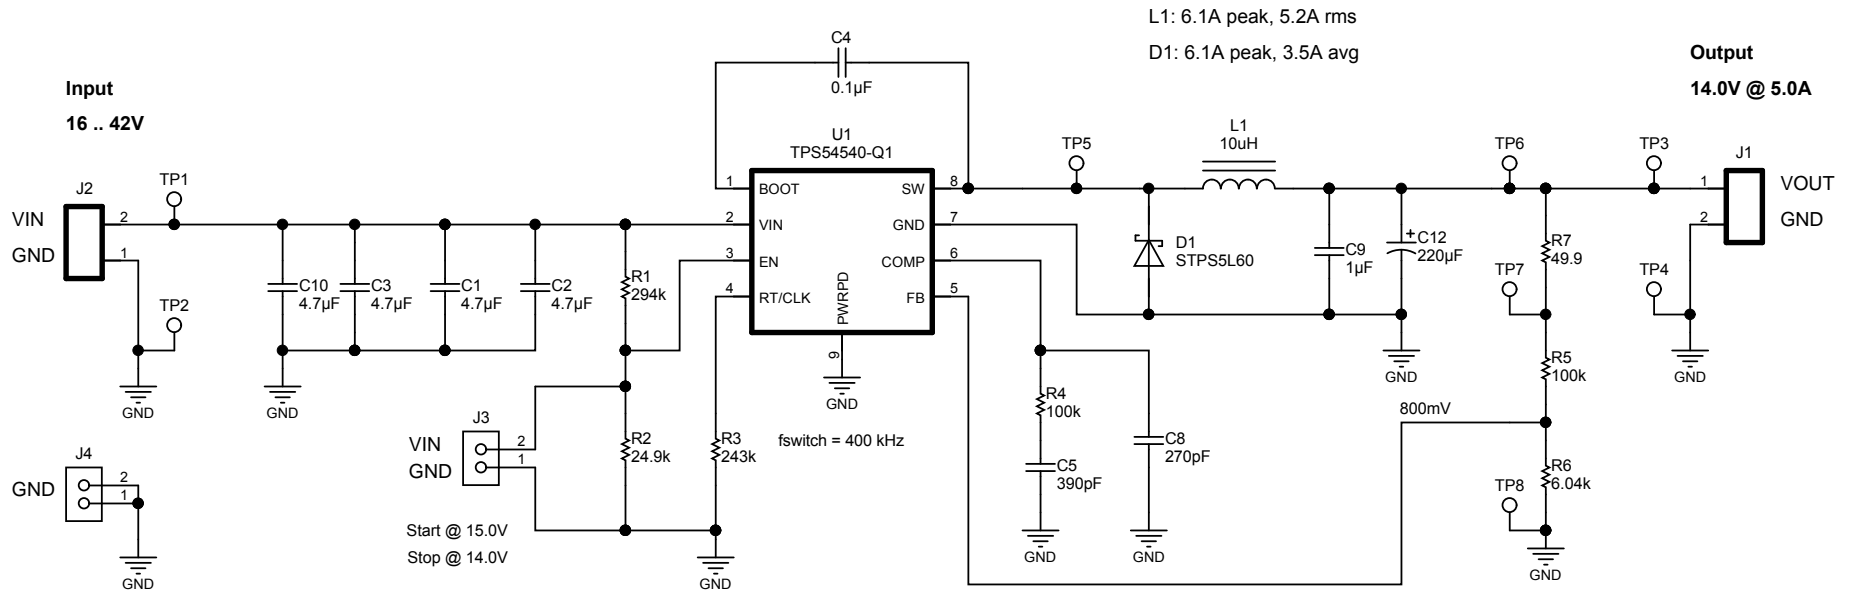 L1: 6.1A peak, 5.2A rms
D1: 6.1A peak, 3.5A avg
Input
16 .. 42V
Output
14.0V @ 5.0A
C4
0.1µF
U1
TPS54540-Q1
1 BOOT
2 VIN
3 EN
4 RT/CLK
SW 8
GND 7
COMP 6
FB 5
PWRPD
9
GND
fswitch = 400 kHz
J2
VIN
2
GND
1
TP1
TP2
GND
C10
4.7µF
C3
4.7µF
C1
4.7µF
C2
4.7µF
GND
R1
294k
J4
GND
2
1
GND
J3
VIN
2
GND
1
R2
24.9k
R3
243k
GND
Start @ 15.0V
Stop @ 14.0V
TP5
L1
10uH
D1
STPS5L60
C9
1µF
+
C12
220µF
GND
TP6
TP3
J1
1
VOUT
2
GND
R7
49.9
TP7
TP4
GND
R5
100k
800mV
R6
6.04k
TP8
GND
R4
100k
C5
390pF
GND
C8
270pF
GND